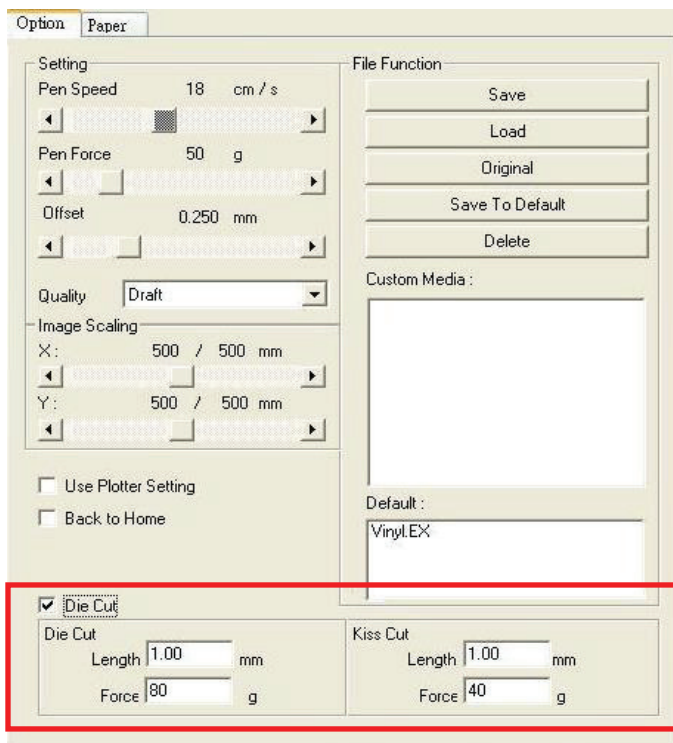 Option Paper
Setting
Pen Speed 18 cm / s
Pen Force 50 g
Offset 0.250 mm
Quality Draft
Image Scaling
X: 500 / 500 mm
Y: 500 / 500 mm
Use Plotter Setting
Back to Home
File Function
Save
Load
Original
Save To Default
Delete
Custom Media :
Default :
Vinyl.EX
Die Cut
Die Cut
Length 1.00 mm
Force 80 g
Kiss Cut
Length 1.00 mm
Force 40 g